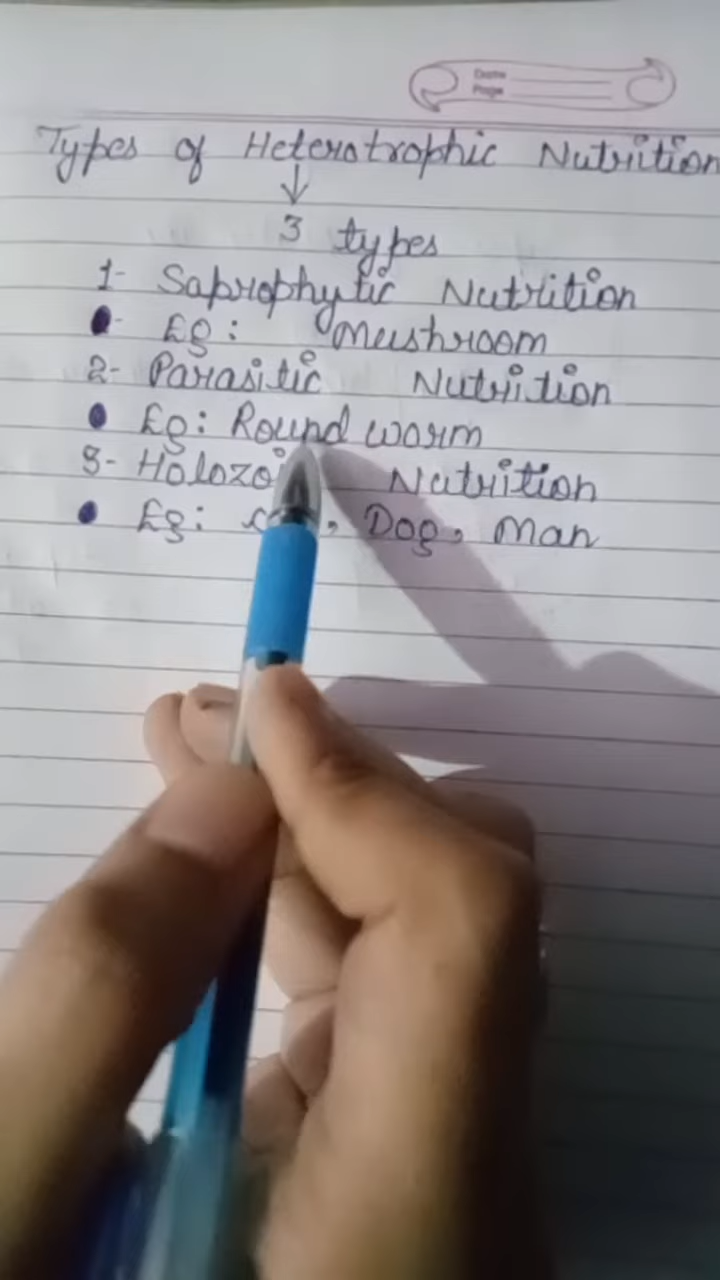 Date
Page
Types of Heterotrophic Nutrition
3 types
1- Saprophytic Nutrition
Eg: Mushroom
2- Parasitic Nutrition
Eg: Round worm
3- Nutrition
Eg: , Dog, Man